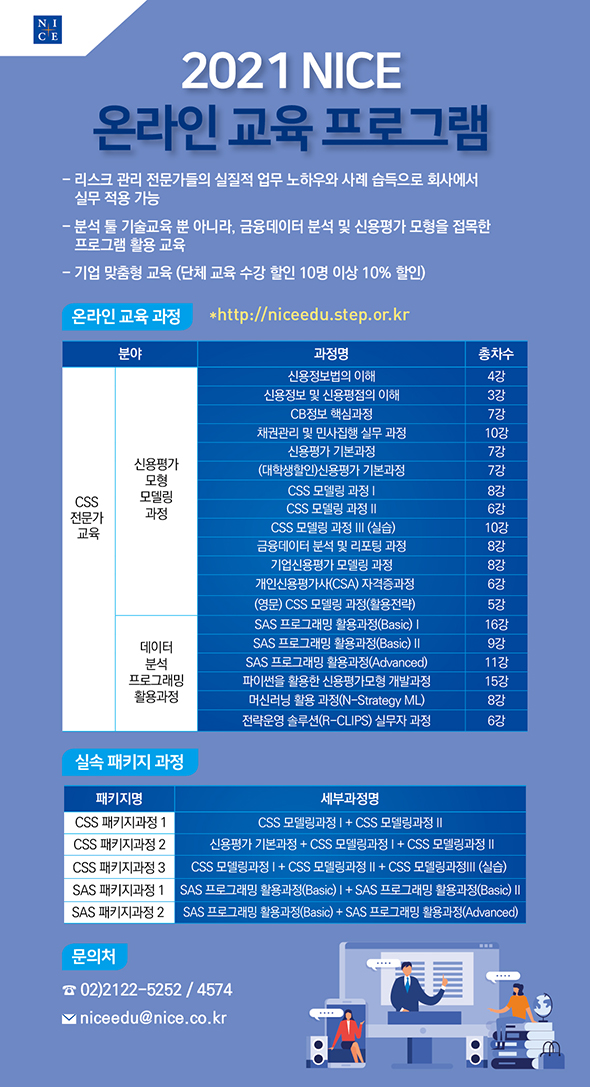 N I
C E
2021 NICE
온라인 교육 프로그램
- 리스크 관리 전문가들의 실질적 업무 노하우와 사례 습득으로 회사에서
실무 적용 가능
- 분석 툴 기술교육 뿐 아니라, 금융데이터 분석 및 신용평가 모형을 접목한
프로그램 활용 교육
- 기업 맞춤형 교육 (단체 교육 수강 할인 10명 이상 10% 할인)
온라인 교육 과정 *http://niceedu.step.or.kr
분야 과정명 총차수
CSS
전문가
교육
신용평가
모형
모델링
과정
신용정보법의 이해 4강
신용정보 및 신용평점의 이해 3강
CB정보 핵심과정 7강
채권관리 및 민사집행 실무 과정 10강
신용평가 기본과정 7강
(대학생할인)신용평가 기본과정 7강
CSS 모델링 과정 I 8강
CSS 모델링 과정 II 6강
CSS 모델링 과정 III (실습) 10강
금융데이터 분석 및 리포팅 과정 8강
기업신용평가 모델링 과정 8강
개인신용평가사(CSA) 자격증과정 6강
(영문) CSS 모델링 과정(활용전략) 5강
데이터
분석
프로그래밍
활용과정
SAS 프로그래밍 활용과정(Basic) I 16강
SAS 프로그래밍 활용과정(Basic) II 9강
SAS 프로그래밍 활용과정(Advanced) 11강
파이썬을 활용한 신용평가모형 개발과정 15강
머신러닝 활용 과정(N-Strategy ML) 8강
전략운영 솔루션(R-CLIPS) 실무자 과정 6강
실속 패키지 과정
패키지명 세부과정명
CSS 패키지과정 1 CSS 모델링과정 I + CSS 모델링과정 II
CSS 패키지과정 2 신용평가 기본과정 + CSS 모델링과정 I + CSS 모델링과정 II
CSS 패키지과정 3 CSS 모델링과정 I + CSS 모델링과정 II + CSS 모델링과정III (실습)
SAS 패키지과정 1 SAS 프로그래밍 활용과정(Basic) I + SAS 프로그래밍 활용과정(Basic) II
SAS 패키지과정 2 SAS 프로그래밍 활용과정(Basic) + SAS 프로그래밍 활용과정(Advanced)
문의처
☎ 02)2122-5252 / 4574
✉ niceedu@nice.co.kr